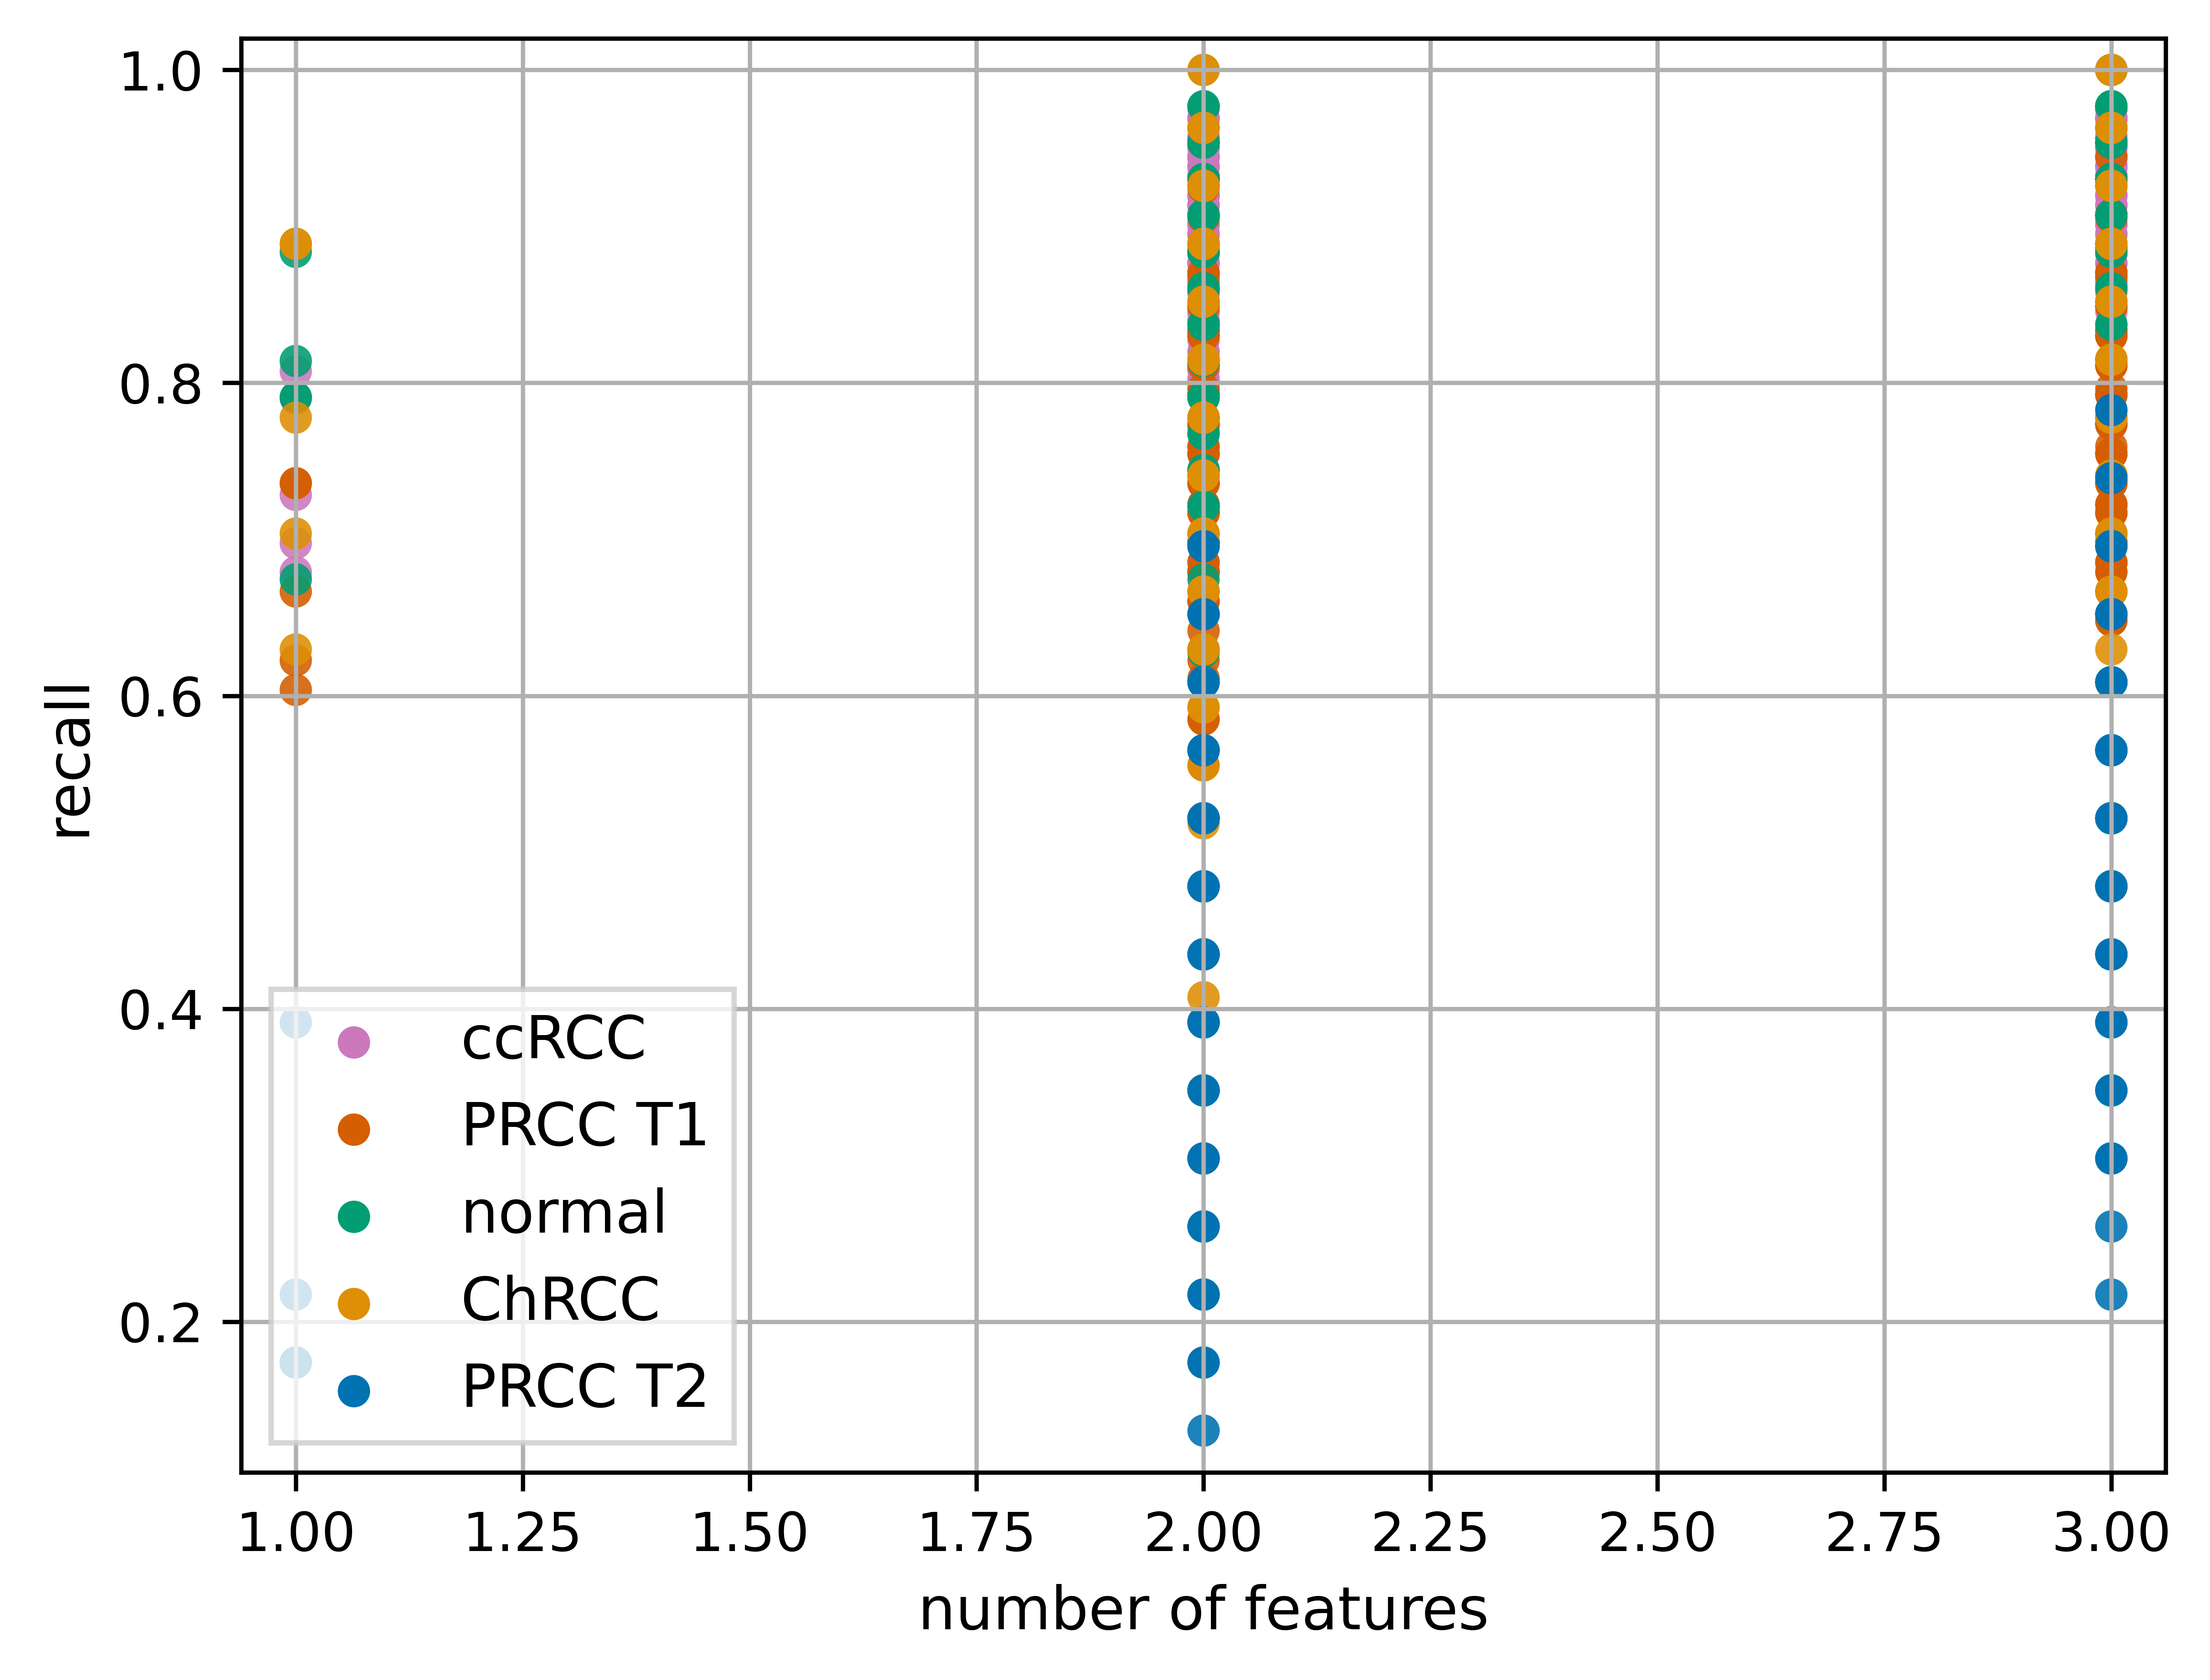 1.0
0.8
0.6
0.4
0.2
recall
ccRCC
PRCC T1
normal
ChRCC
PRCC T2
1.00 1.25 1.50 1.75 2.00 2.25 2.50 2.75 3.00
number of features